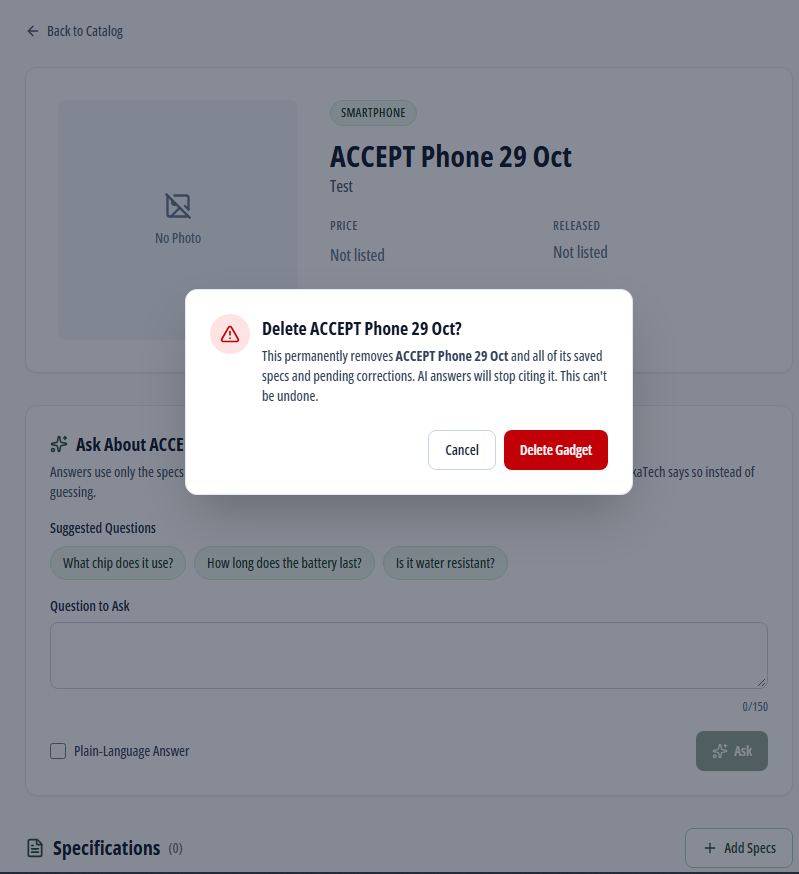 Back to Catalog
SMARTPHONE
ACCEPT Phone 29 Oct
Test
No Photo
PRICE
RELEASED
Not listed
Not listed
Delete ACCEPT Phone 29 Oct?
This permanently removes ACCEPT Phone 29 Oct and all of its saved
specs and pending corrections. AI answers will stop citing it. This can't
be undone.
Cancel
Delete Gadget
Ask About ACCE
Answers use only the specs
kaTech says so instead of
guessing.
Suggested Questions
What chip does it use?
How long does the battery last?
Is it water resistant?
Question to Ask
0/150
Plain-Language Answer
Ask
Specifications (0)
Add Specs